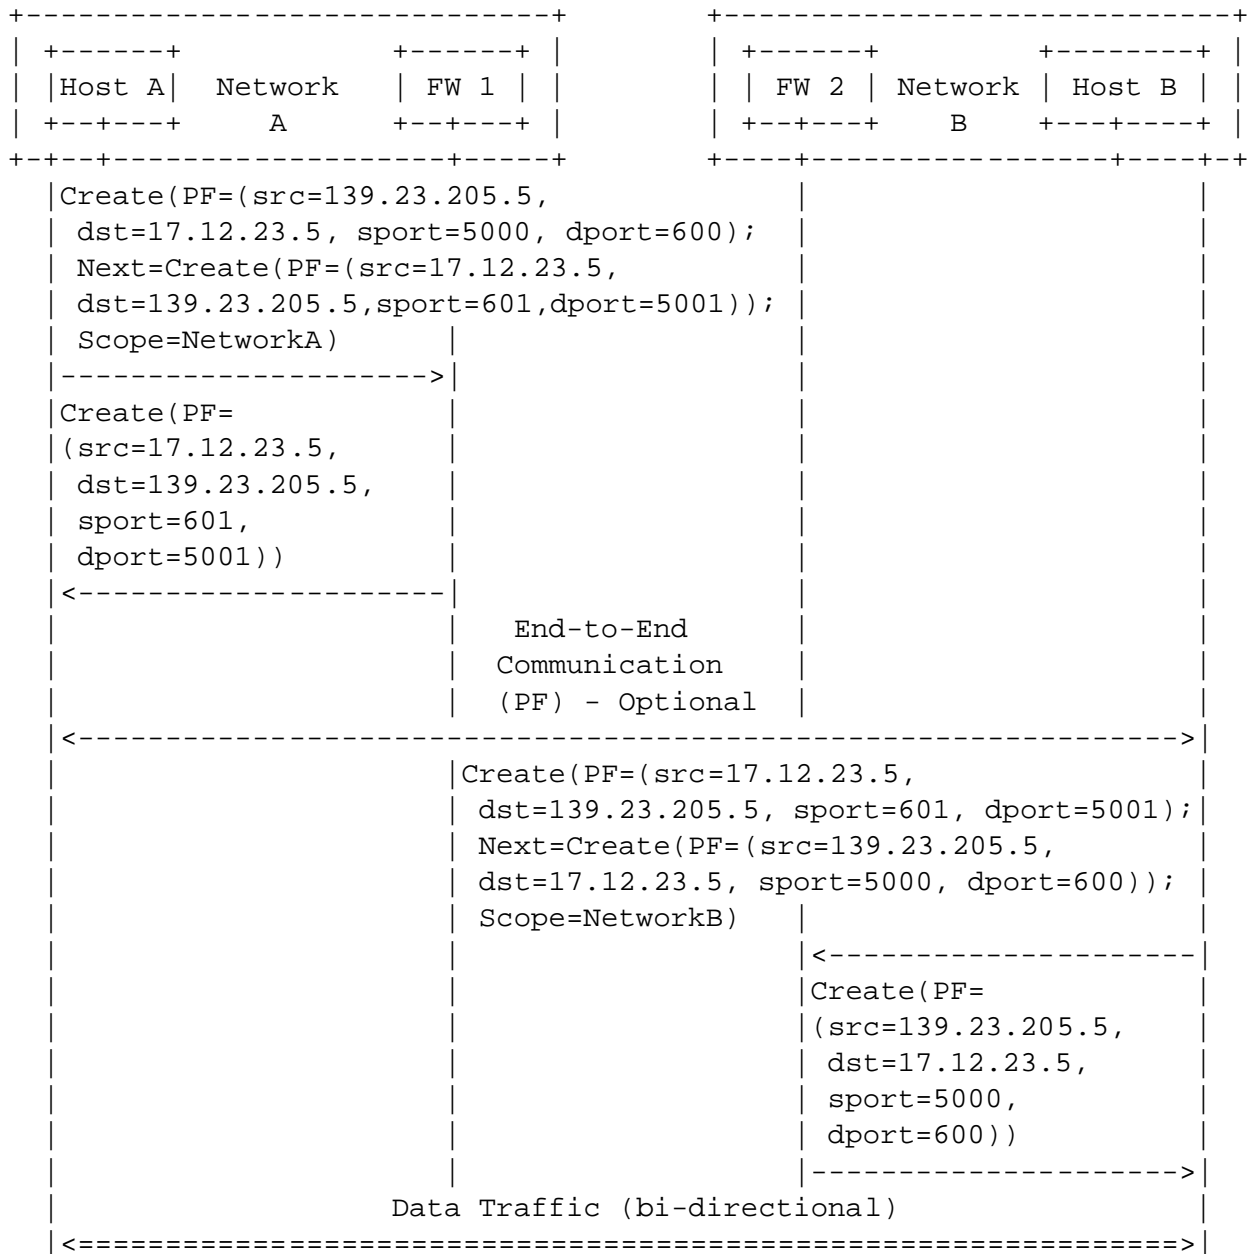 Host A Network FW 1 FW 2 Network Host B
A B
Create(PF=(src=139.23.205.5,
dst=17.12.23.5, sport=5000, dport=600);
Next=Create(PF=(src=17.12.23.5,
dst=139.23.205.5,sport=601,dport=5001));
Scope=NetworkA)
Create(PF=
(src=17.12.23.5,
dst=139.23.205.5,
sport=601,
dport=5001))
End-to-End
Communication
(PF) - Optional
Create(PF=(src=17.12.23.5,
dst=139.23.205.5, sport=601, dport=5001);
Next=Create(PF=(src=139.23.205.5,
dst=17.12.23.5, sport=5000, dport=600));
Scope=NetworkB)
Create(PF=
(src=139.23.205.5,
dst=17.12.23.5,
sport=5000,
dport=600))
Data Traffic (bi-directional)